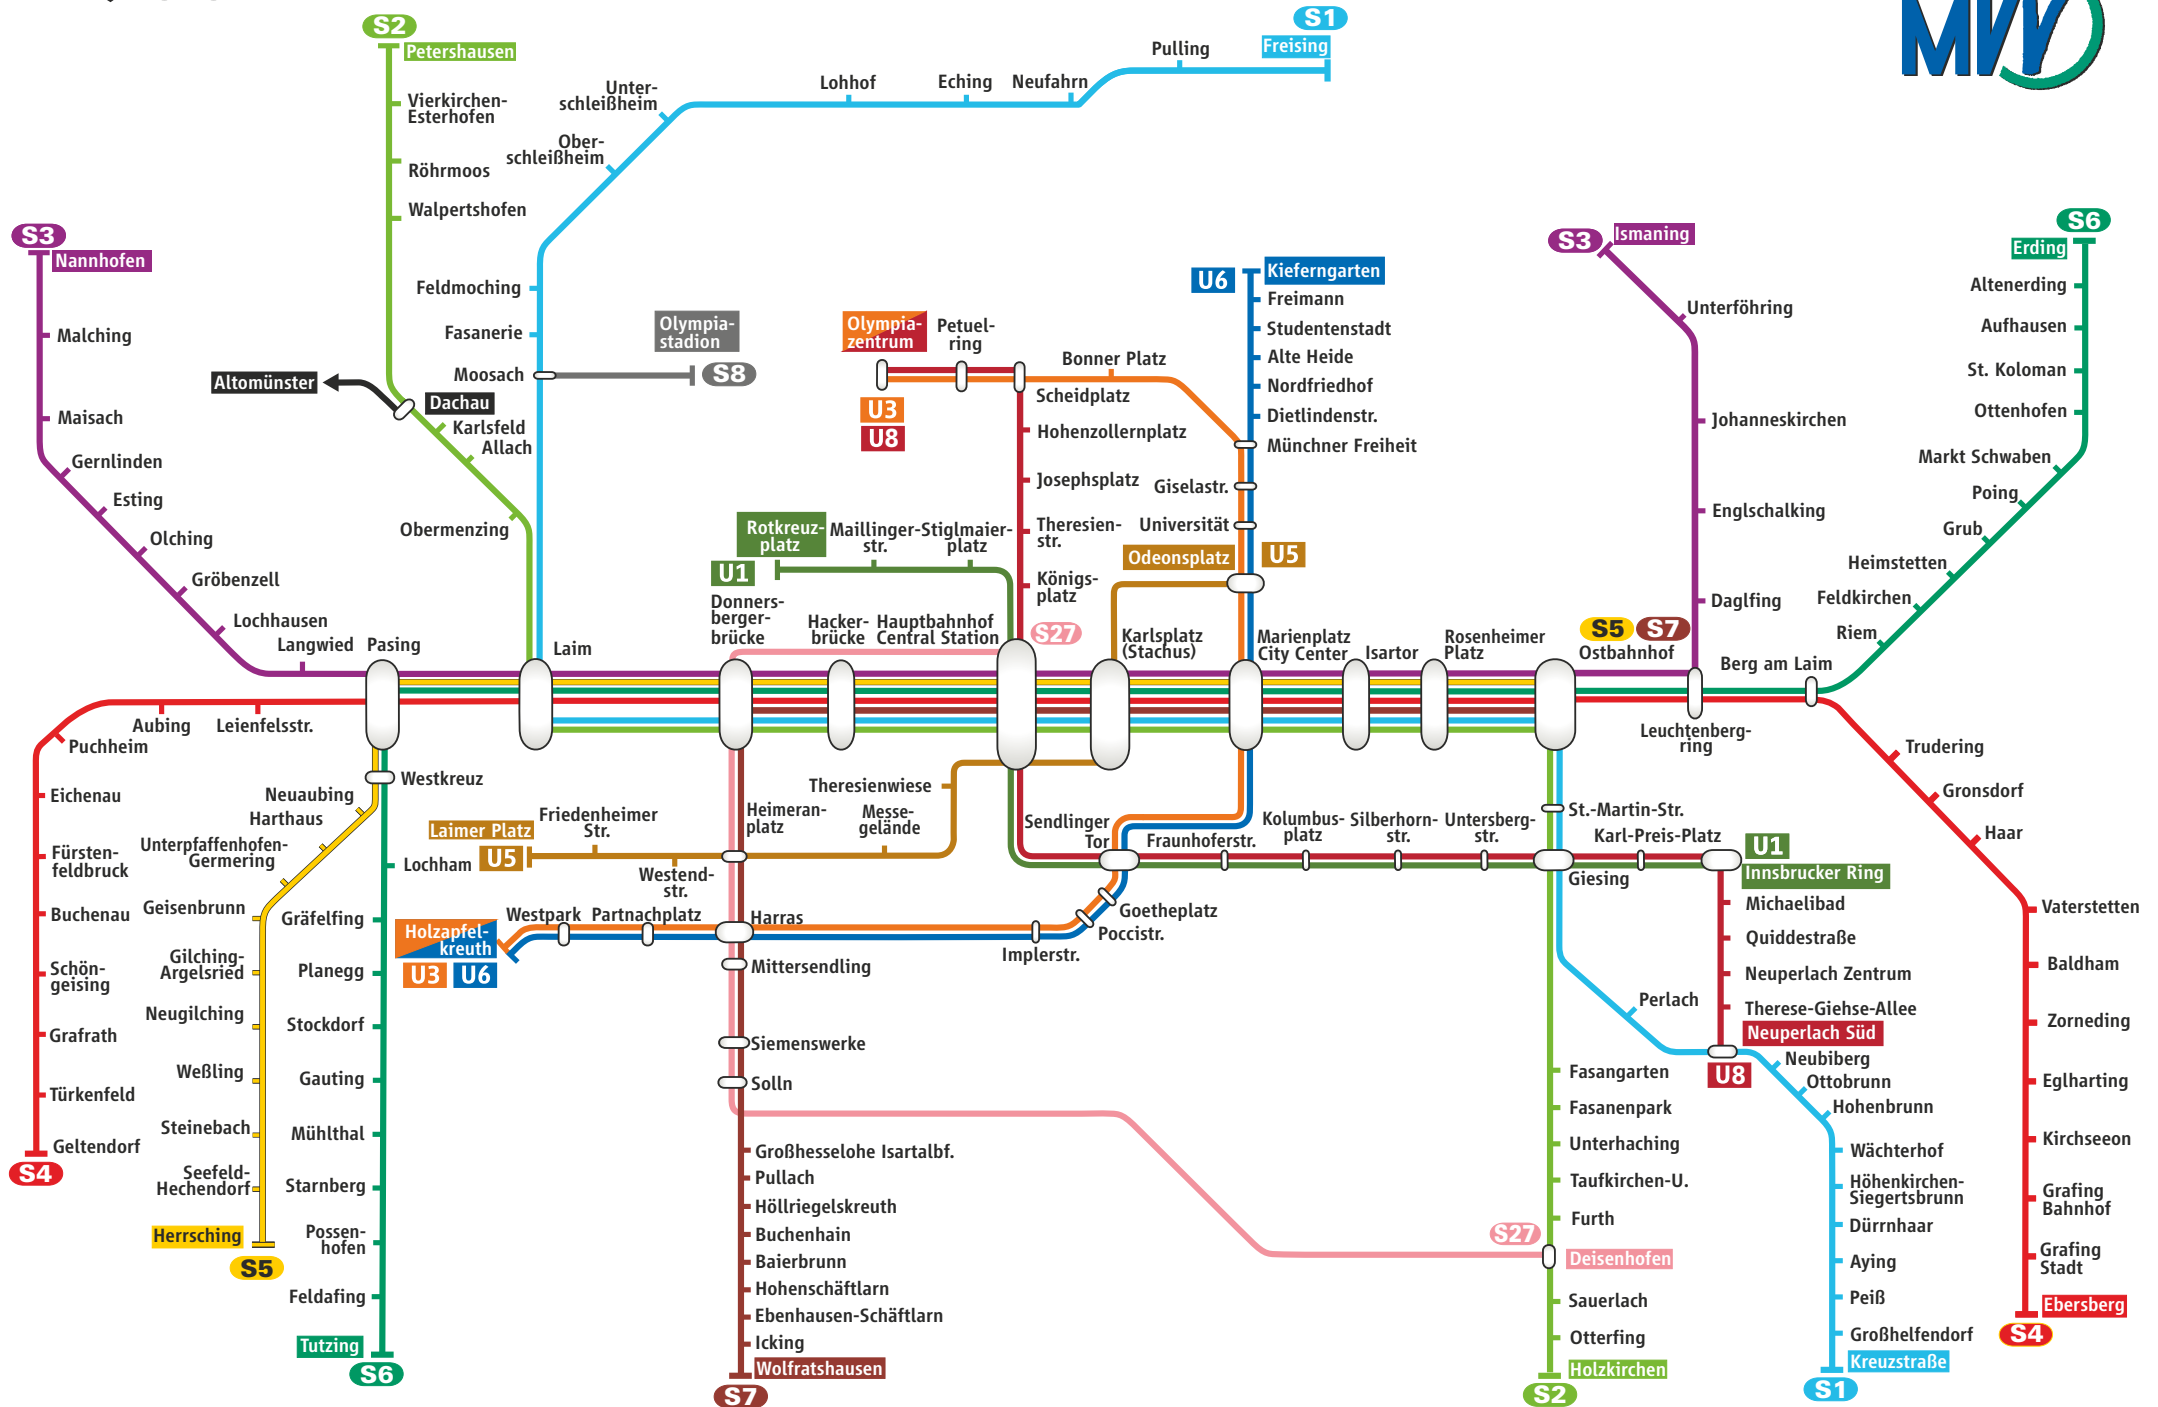 S2
Petershausen
Vierkirchen-
Esterhofen
Röhrmoos
Walpertshofen
S1
Freising
Pulling
Neufahrn
Eching
Lohhof
Unter-
schleißheim
Ober-
schleißheim
MVV
S3
Nannhofen
Malching
Maisach
Gernlinden
Esting
Olching
Gröbenzell
Lochhausen
Langwied
Pasing
Feldmoching
Fasanerie
Moosach
Olympia-
stadion
S8
Altomünster
Dachau
Karlsfeld
Allach
Obermenzing
Laim
Olympia-
zentrum
U3
U8
Petuel-
ring
Scheidplatz
Bonner Platz
Hohenzollernplatz
Josephsplatz
Theresien-
str.
Königs-
platz
U6
Kieferngarten
Freimann
Studentenstadt
Alte Heide
Nordfriedhof
Dietlindenstr.
Münchner Freiheit
Giselastr.
Universität
Odeonsplatz
U5
Rotkreuz-
platz
U1
Maillinger-
str.
Stiglmaier-
platz
Donners-
berger-
brücke
Hacker-
brücke
Hauptbahnhof
Central Station
S27
Karlsplatz
(Stachus)
Marienplatz
City Center
Isartor
Rosenheimer
Platz
S5
S7
Ostbahnhof
S3
Ismaning
Unterföhring
Johanneskirchen
Englschalking
Daglfing
Leuchtenberg-
ring
Berg am Laim
S6
Erding
Altenerding
Aufhausen
St. Koloman
Ottenhofen
Markt Schwaben
Poing
Grub
Heimstetten
Feldkirchen
Riem
Aubing
Leienfelsstr.
Puchheim
Eichenau
Fürsten-
feldbruck
Buchenau
Schön-
geising
Grafrath
Türkenfeld
Geltendorf
S4
Westkreuz
Neuaubing
Harthaus
Unterpfaffenhofen-
Germering
Geisenbrunn
Gilching-
Argelsried
Neugilching
Weßling
Steinebach
Seefeld-
Hechendorf
Herrsching
S5
Lochham
Gräfelfing
Planegg
Stockdorf
Gauting
Mühlthal
Starnberg
Possen-
hofen
Feldafing
Tutzing
S6
Laimer Platz
U5
Friedenheimer
Str.
Westend-
str.
Heimeran-
platz
Messe-
gelände
Theresienwiese
Holzapfel-
kreuth
U3
U6
Westpark
Partnachplatz
Harras
Implerstr.
Poccistr.
Goetheplatz
Sendlinger
Tor
Fraunhoferstr.
Kolumbus-
platz
Silberhorn-
str.
Untersberg-
str.
St.-Martin-Str.
Giesing
Karl-Preis-Platz
U1
Innsbrucker Ring
Michaelibad
Quiddestraße
Neuperlach Zentrum
Therese-Giehse-Allee
Neuperlach Süd
U8
Mittersendling
Siemenswerke
Solln
Großhesselohe Isartalbf.
Pullach
Höllriegelskreuth
Buchenhain
Baierbrunn
Hohenschäftlarn
Ebenhausen-Schäftlarn
Icking
Wolfratshausen
S7
Fasangarten
Fasanenpark
Unterhaching
Taufkirchen-U.
Furth
S27
Deisenhofen
Sauerlach
Otterfing
Holzkirchen
S2
Perlach
Neubiberg
Ottobrunn
Hohenbrunn
Wächterhof
Höhenkirchen-
Siegertsbrunn
Dürrnhaar
Aying
Peiß
Großhelfendorf
Kreuzstraße
S1
Trudering
Gronsdorf
Haar
Vaterstetten
Baldham
Zorneding
Eglharting
Kirchseeon
Grafing
Bahnhof
Grafing
Stadt
Ebersberg
S4